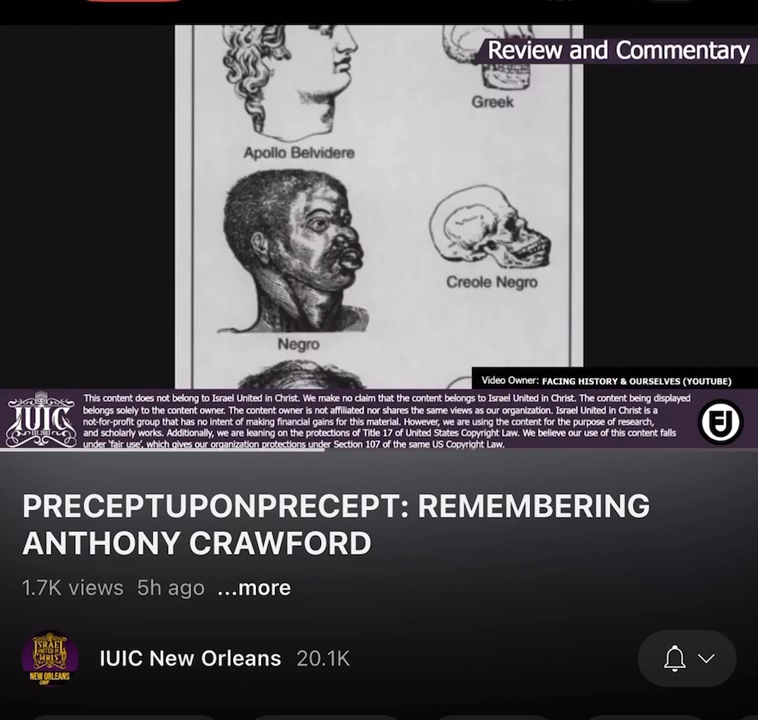 Review and Commentary
Greek
Apollo Belvidere
Creole Negro
Negro
Video Owner: FACING HISTORY & OURSELVES (YOUTUBE)
IUIC
This content does not belong to Israel United in Christ. We make no claim that the content belongs to Israel United in Christ. The content being displayed
belongs solely to the content owner. The content owner is not affiliated nor shares the same views as our organization. Israel United in Christ is a
not-for-profit group that has no intent of making financial gains for this material. However, we are using the content for the purpose of research,
and scholarly works. Additionally, we are leaning on the protections of Title 17 of United States Copyright Law. We believe our use of this content falls
under 'fair use', which gives our organization protections under Section 107 of the same US Copyright Law.
PRECEPTUPONPRECEPT: REMEMBERING
ANTHONY CRAWFORD
1.7K views 5h ago ...more
ISRAEL
UNITED IN
CHRIST
NEW ORLEANS
IUIC New Orleans 20.1K